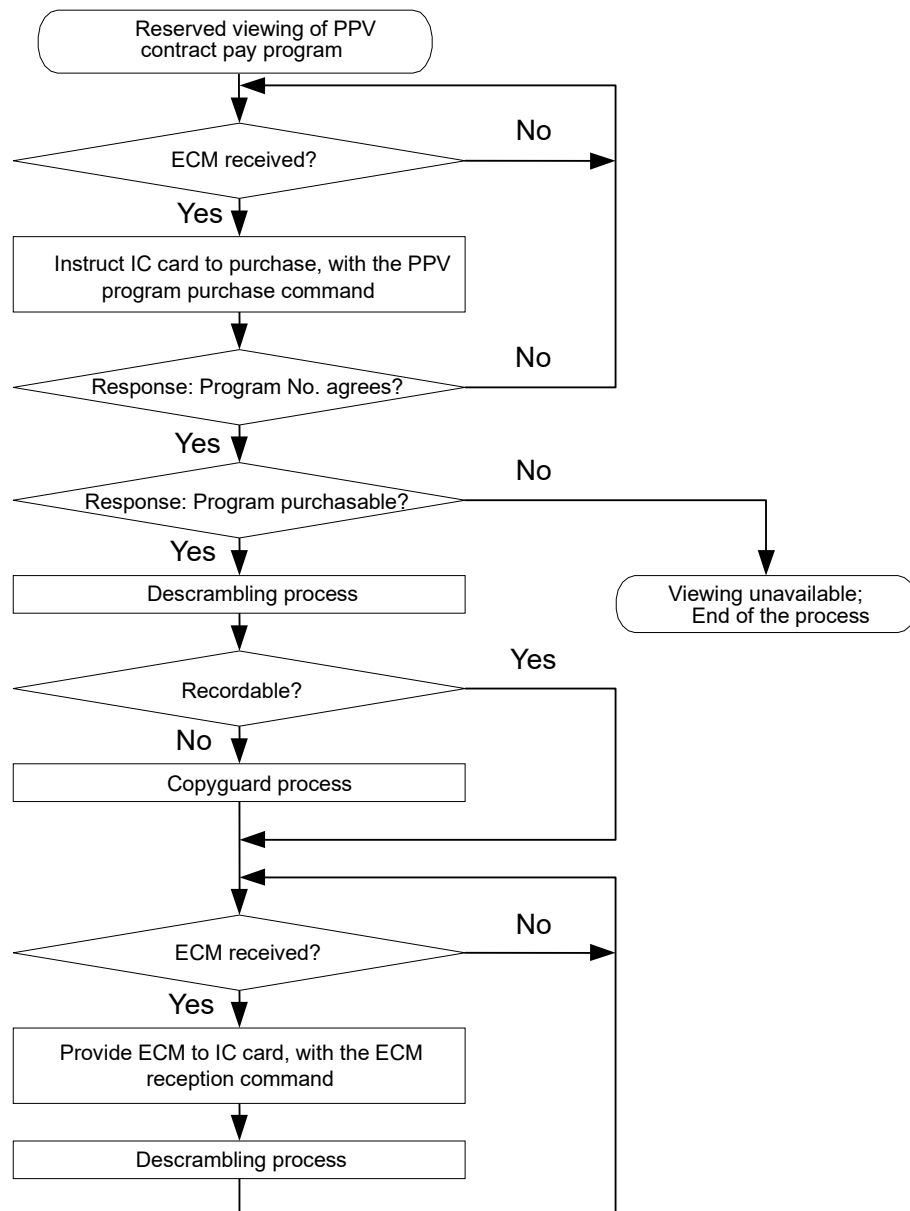 Reserved viewing of PPV
contract pay program
No
ECM received?
Yes
Instruct IC card to purchase, with the PPV
program purchase command
No
Response: Program No. agrees?
Yes
No
Response: Program purchasable?
Yes
Descrambling process
Viewing unavailable;
End of the process
Yes
Recordable?
No
Copyguard process
No
ECM received?
Yes
Provide ECM to IC card, with the ECM
reception command
Descrambling process